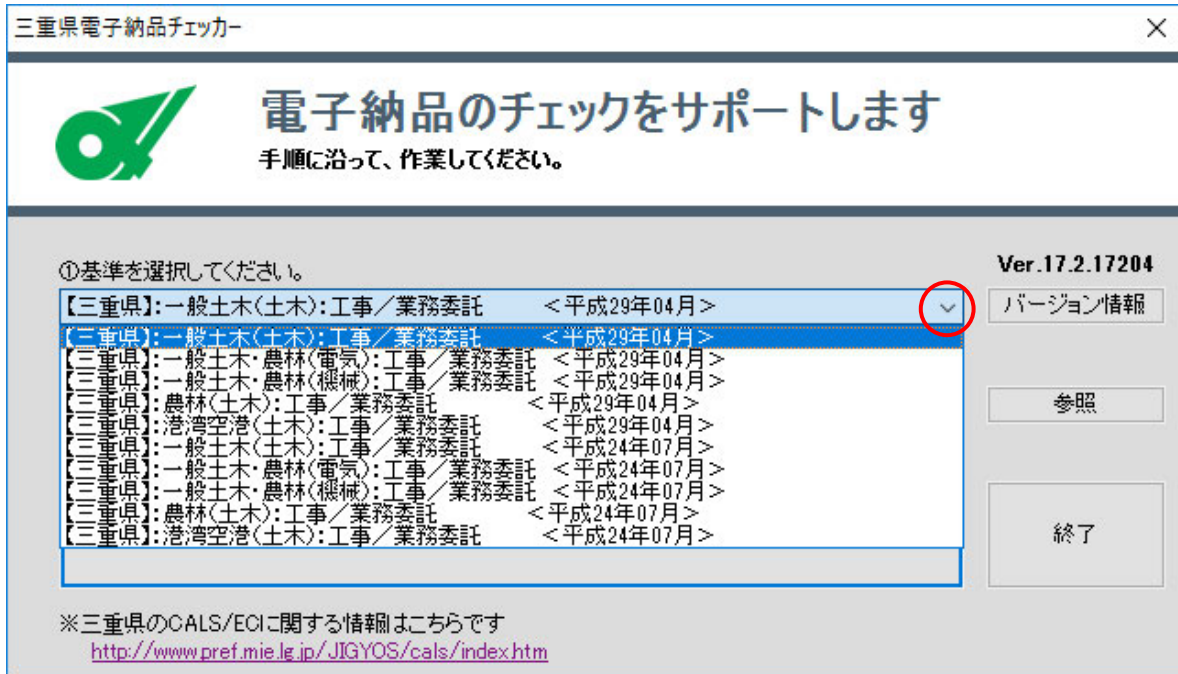 三重県電子納品チェッカー
電子納品のチェックをサポートします
手順に沿って、作業してください。
①基準を選択してください。
Ver.17.2.17204
【三重県】:一般土木(土木):工事／業務委託 <平成29年04月>
バージョン情報
【三重県】:一般土木(土木):工事／業務委託 <平成29年04月>
【三重県】:一般土木・農林(電気):工事／業務委託 <平成29年04月>
【三重県】:一般土木・農林(機械):工事／業務委託 <平成29年04月>
【三重県】:農林(土木):工事／業務委託 <平成29年04月>
【三重県】:港湾空港(土木):工事／業務委託 <平成29年04月>
【三重県】:一般土木(土木):工事／業務委託 <平成24年07月>
【三重県】:一般土木・農林(電気):工事／業務委託 <平成24年07月>
【三重県】:一般土木・農林(機械):工事／業務委託 <平成24年07月>
【三重県】:農林(土木):工事／業務委託 <平成24年07月>
【三重県】:港湾空港(土木):工事／業務委託 <平成24年07月>
参照
終了
※三重県のCALS/ECに関する情報はこちらです
http://www.pref.mie.lg.jp/JIGYOS/cals/index.htm